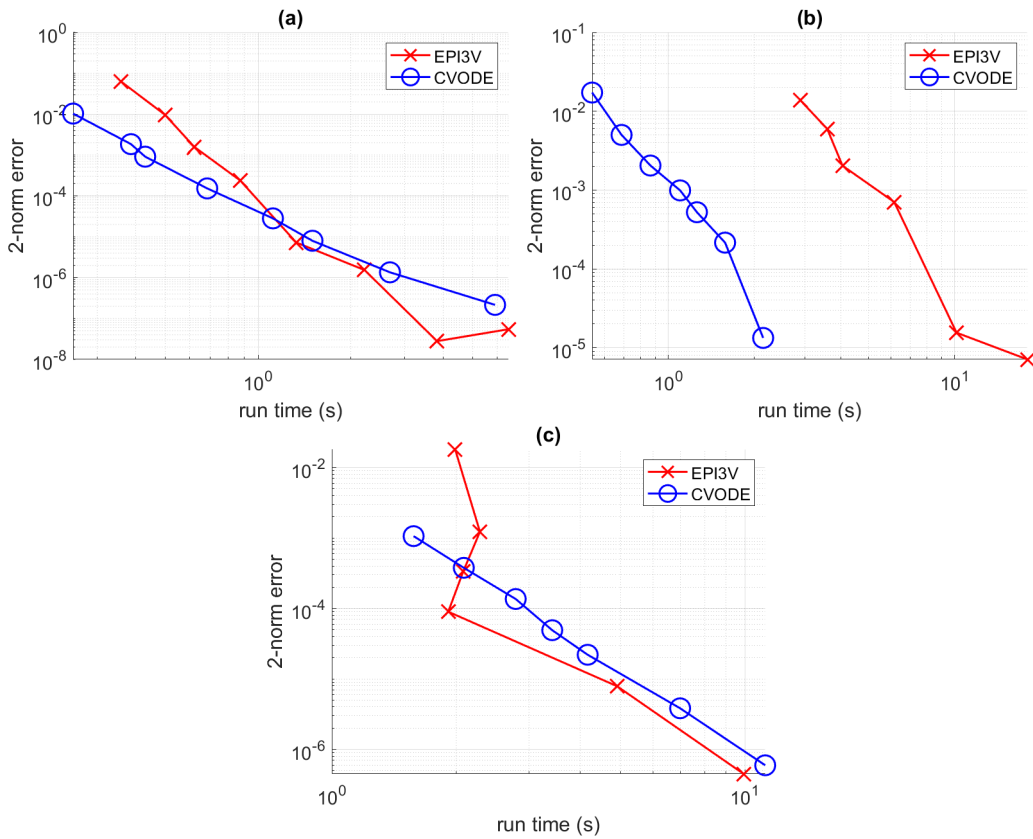 (a)
10^0
10^-2
10^-4
10^-6
10^-8
2-norm error
EPI3V
CVODE
10^0
run time (s)
(b)
10^-1
10^-2
10^-3
10^-4
10^-5
2-norm error
EPI3V
CVODE
10^0
10^1
run time (s)
(c)
10^-2
10^-4
10^-6
2-norm error
EPI3V
CVODE
10^0
10^1
run time (s)